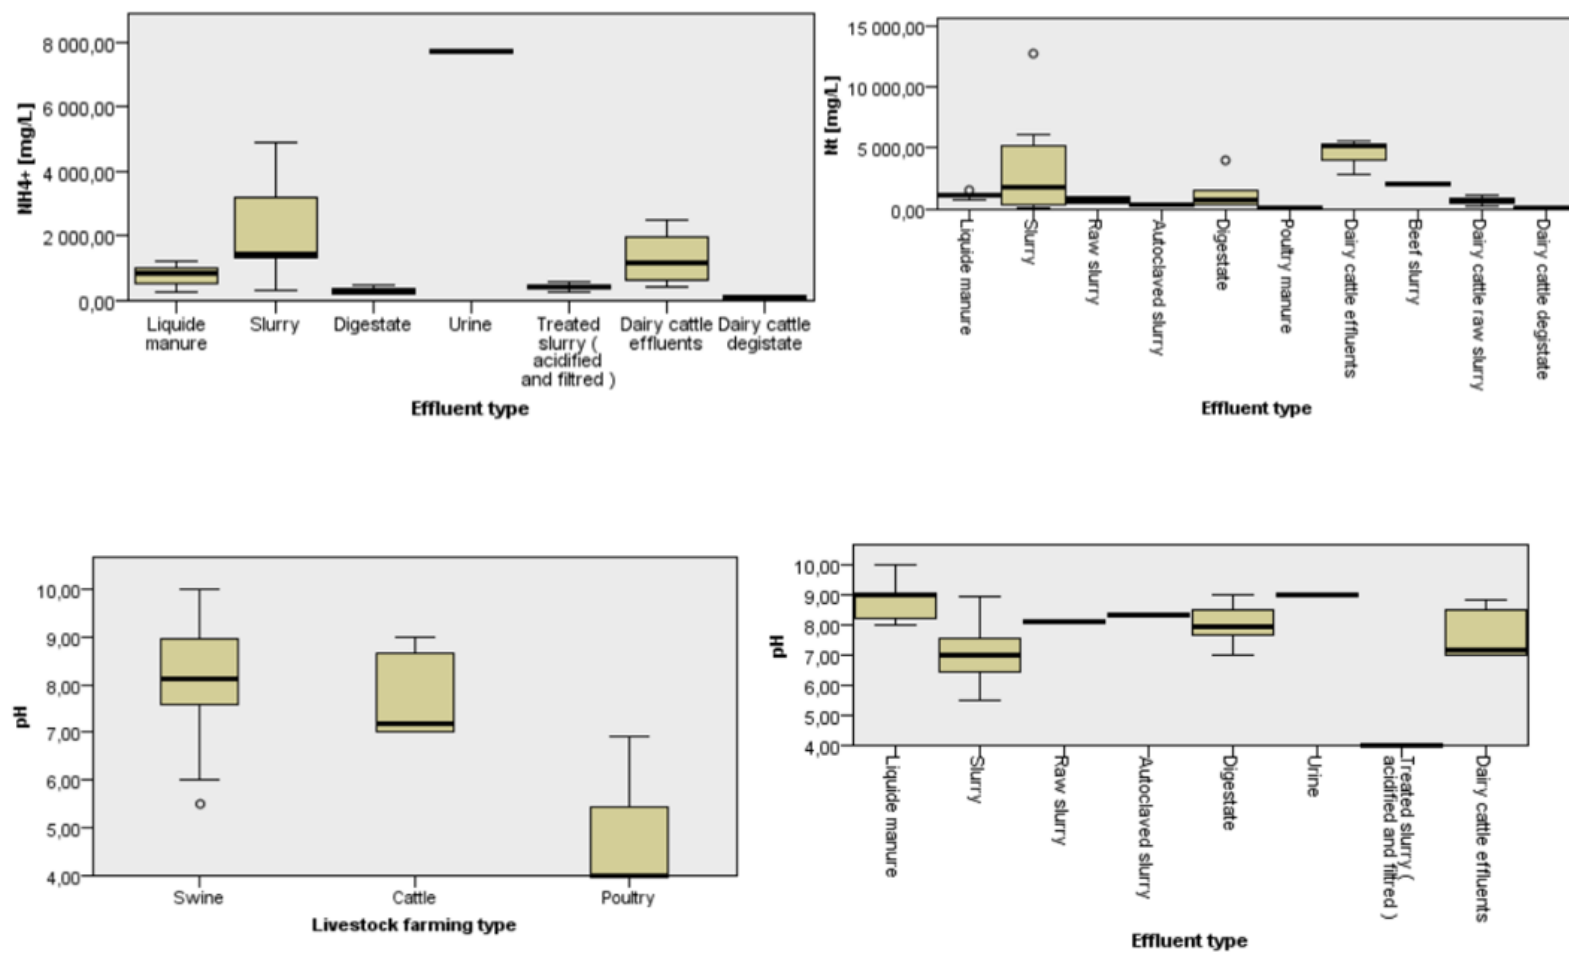 NH4+ [mg/L]
8 000,00
6 000,00
4 000,00
2 000,00
0,00
Liquide
manure
Slurry
Digestate
Urine
Treated
slurry (
acidified
and filtred )
Dairy cattle
effluents
Dairy cattle
degistate
Effluent type
Nt [mg/L]
15 000,00
10 000,00
5 000,00
0,00
Liquide manure
Slurry
Raw slurry
Autoclaved slurry
Digestate
Poultry manure
Dairy cattle effluents
Beef slurry
Dairy cattle raw slurry
Dairy cattle degistate
Effluent type
pH
10,00
9,00
8,00
7,00
6,00
5,00
4,00
Swine
Cattle
Poultry
Livestock farming type
pH
10,00
9,00
8,00
7,00
6,00
5,00
4,00
Liquide manure
Slurry
Raw slurry
Autoclaved slurry
Digestate
Urine
Treated slurry (
acidified and filtred )
Dairy cattle effluents
Effluent type